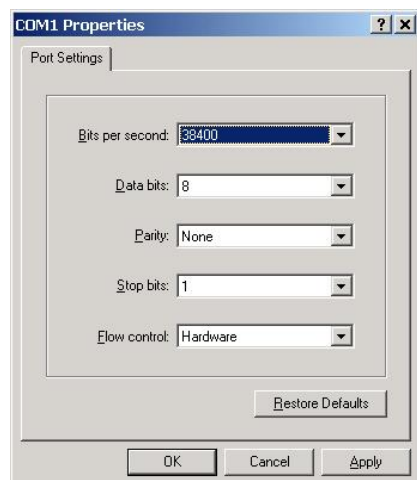 COM1 Properties
Port Settings
Bits per second: 38400
Data bits: 8
Parity: None
Stop bits: 1
Flow control: Hardware
Restore Defaults
OK Cancel Apply